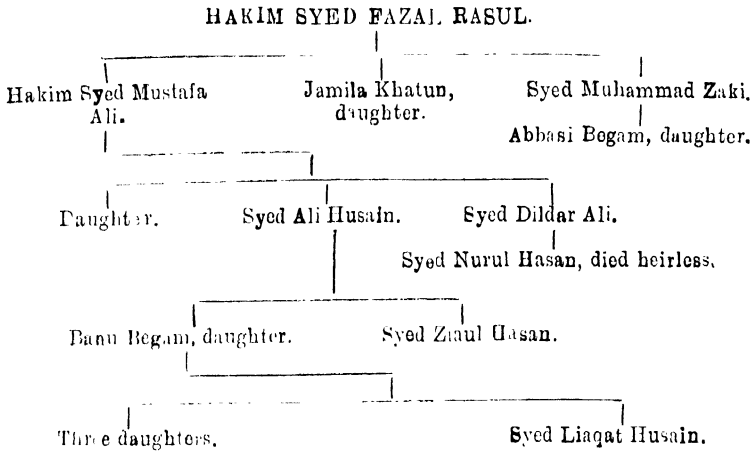 HAKIM SYED FAZAL RASUL.
Hakim Syed Mustafa Ali.
Jamila Khatun, daughter.
Syed Muhammad Zaki.
Abbasi Begam, daughter.
Daughter.
Syed Ali Husain.
Syed Dildar Ali.
Syed Nurul Hasan, died heirless.
Banu Begam, daughter.
Syed Ziaul Hasan.
Three daughters.
Syed Liaqat Husain.